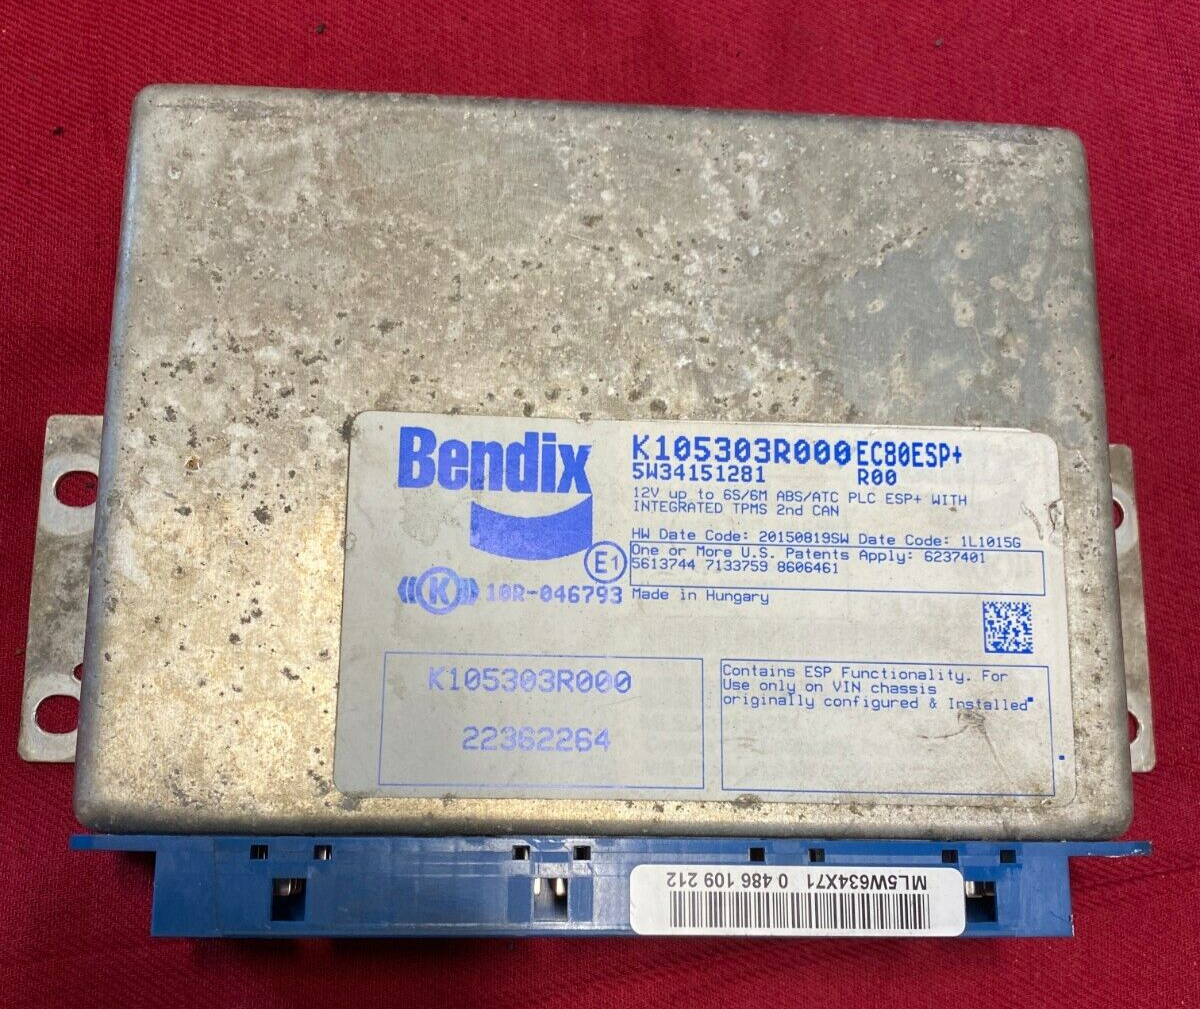 Bendix
K105303R000 EC80ESP+
5W34151281 R00
12V up to 6S/6M ABS/ATC PLC ESP+ WITH
INTEGRATED TPMS 2nd CAN
HW Date Code: 20150819SW Date Code: 1L1015G
One or More U.S. Patents Apply: 6237401
5613744 7133759 8606461
E1
K 10R-046793
Made in Hungary
K105303R000
22362264
Contains ESP Functionality. For
Use only on VIN chassis
originally configured & Installed
ML5W634X71 0 486 109 212